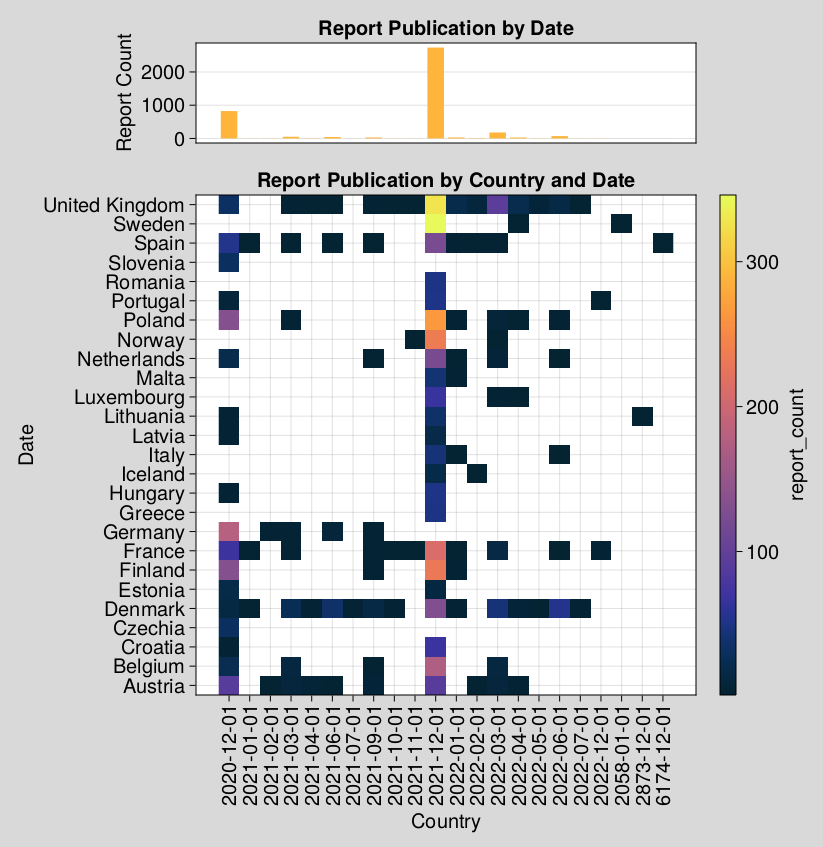 Report Publication by Date
Report Count
2000
1000
0
Report Publication by Country and Date
Date
United Kingdom
Sweden
Spain
Slovenia
Romania
Portugal
Poland
Norway
Netherlands
Malta
Luxembourg
Lithuania
Latvia
Italy
Iceland
Hungary
Greece
Germany
France
Finland
Estonia
Denmark
Czechia
Croatia
Belgium
Austria
2020-12-01
2021-01-01
2021-02-01
2021-03-01
2021-04-01
2021-06-01
2021-07-01
2021-09-01
2021-10-01
2021-11-01
2021-12-01
2022-01-01
2022-02-01
2022-03-01
2022-04-01
2022-05-01
2022-06-01
2022-07-01
2022-12-01
2058-01-01
2873-12-01
6174-12-01
Country
300
200
100
report_count